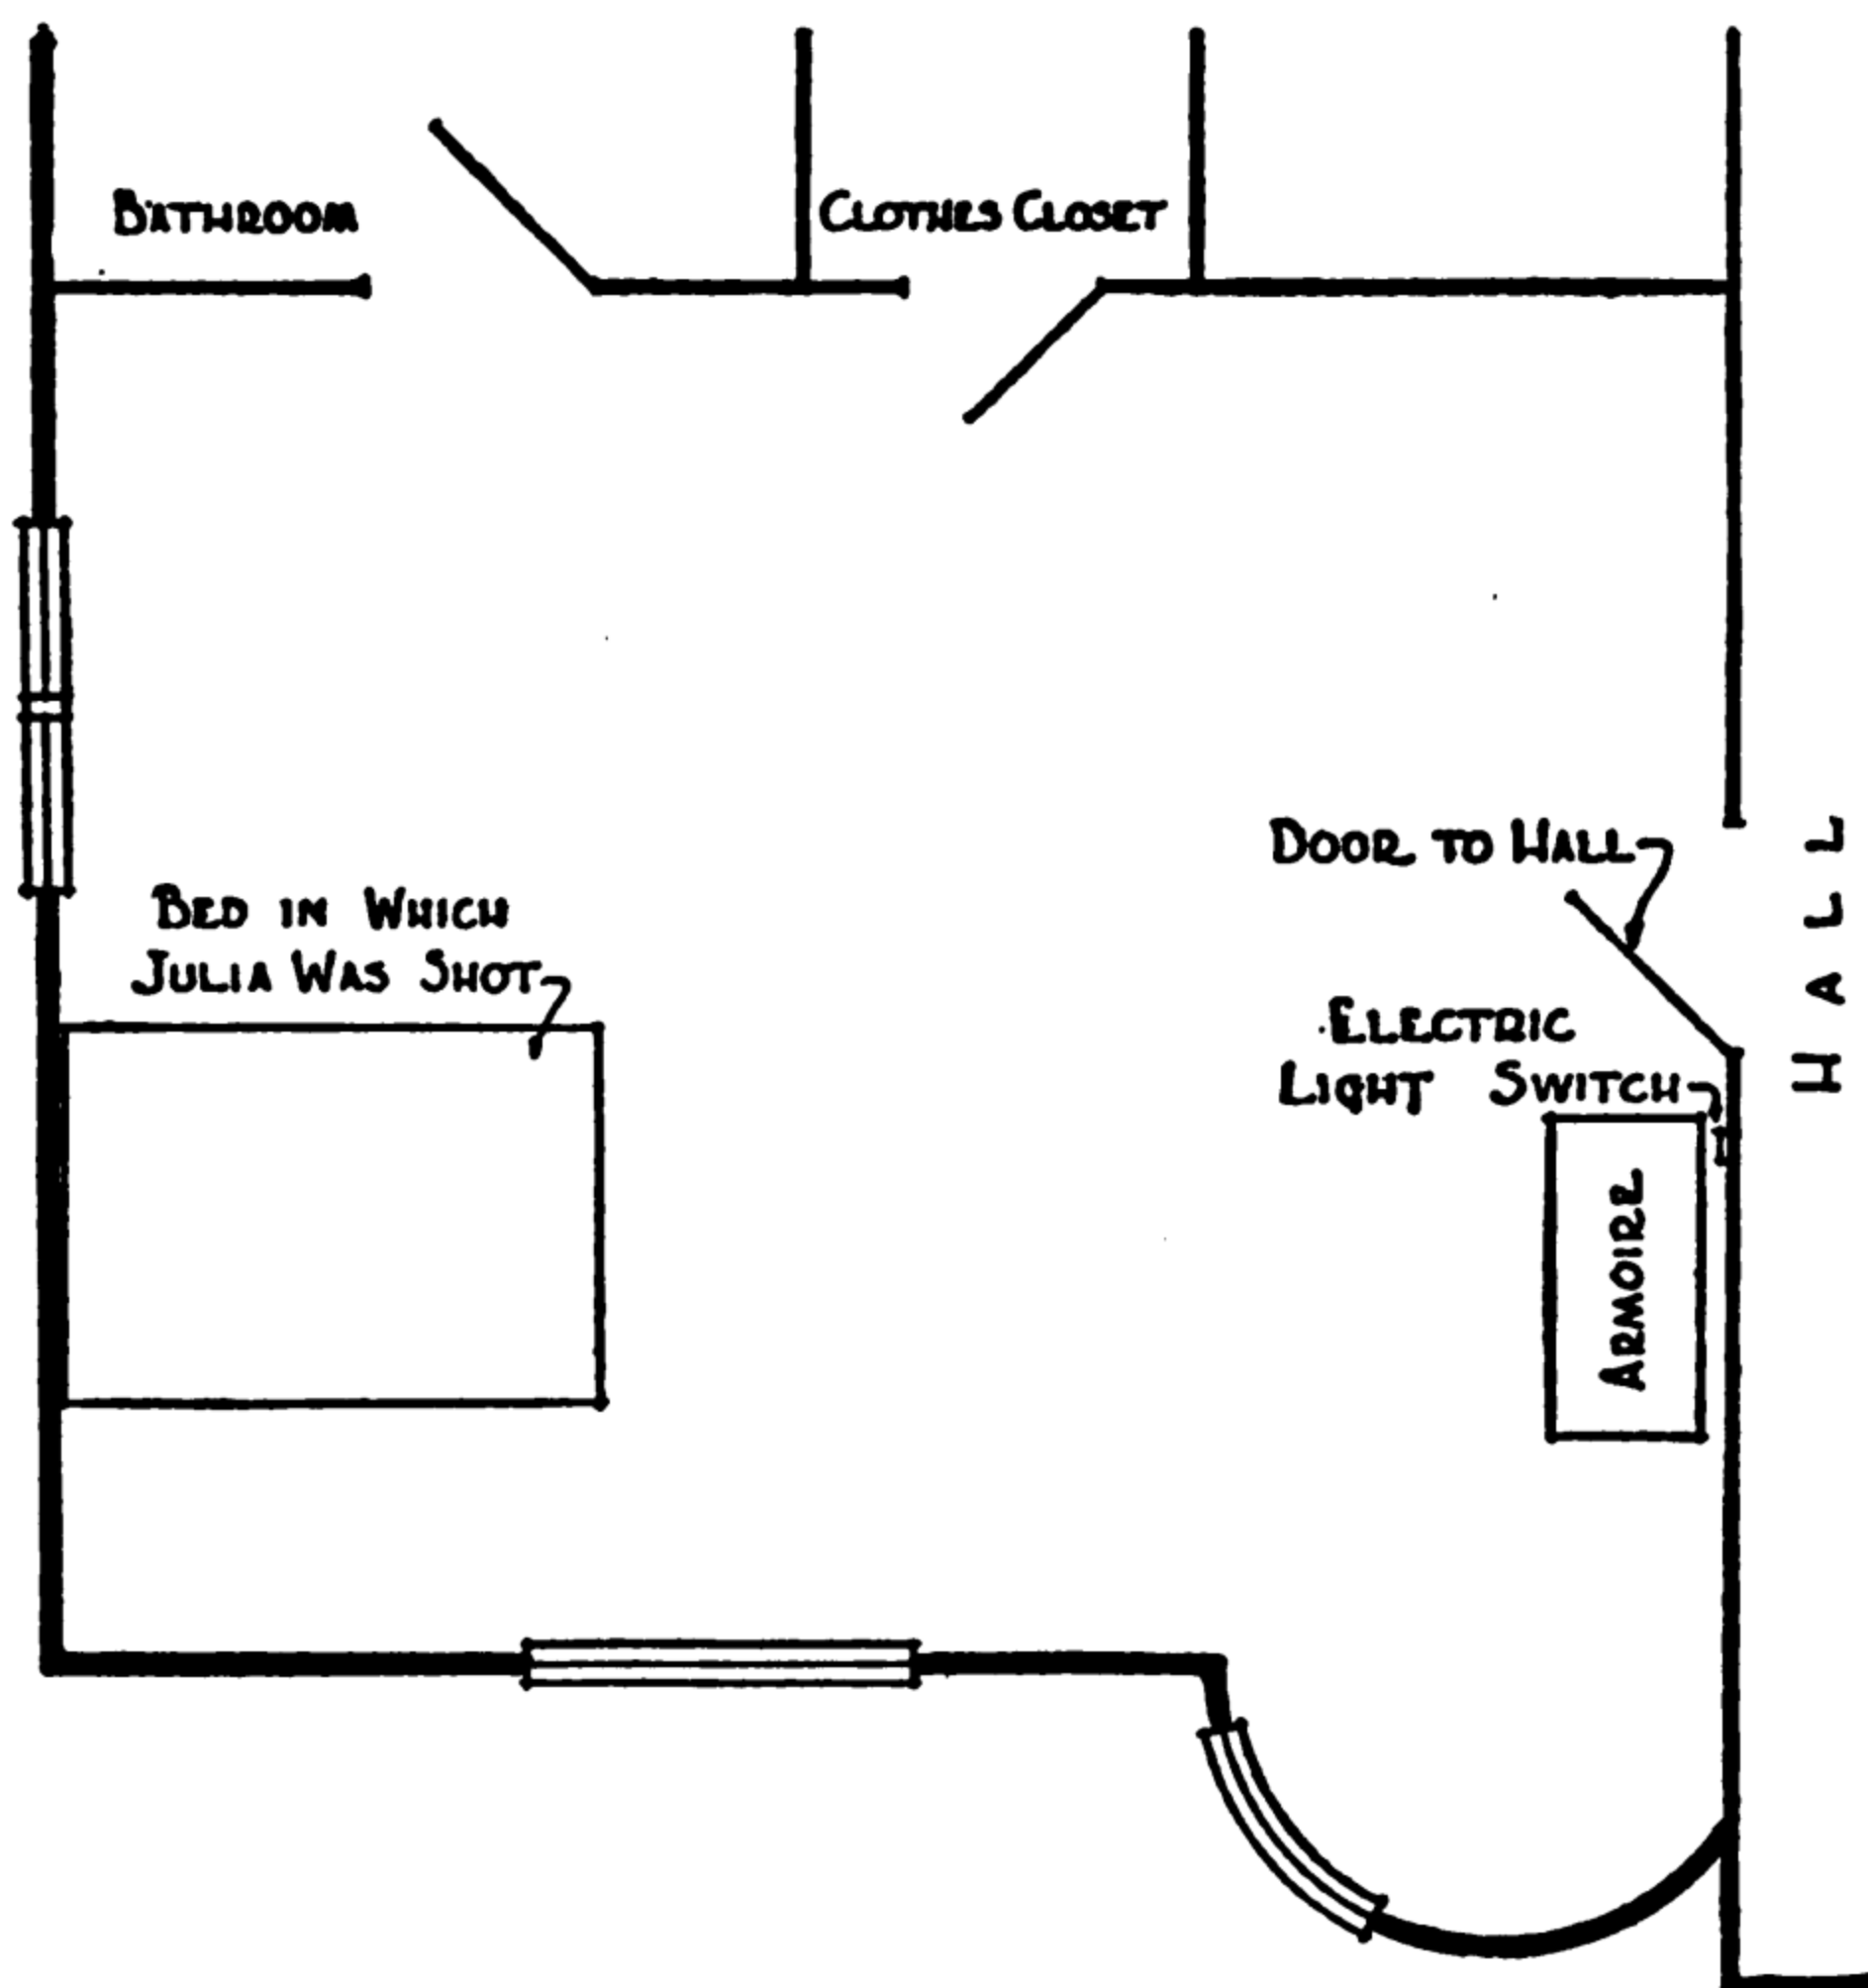 BATHROOM
CLOTHES CLOSET
DOOR TO HALL
HALL
BED IN WHICH
JULIA WAS SHOT
ELECTRIC
LIGHT SWITCH
ARMOIRE